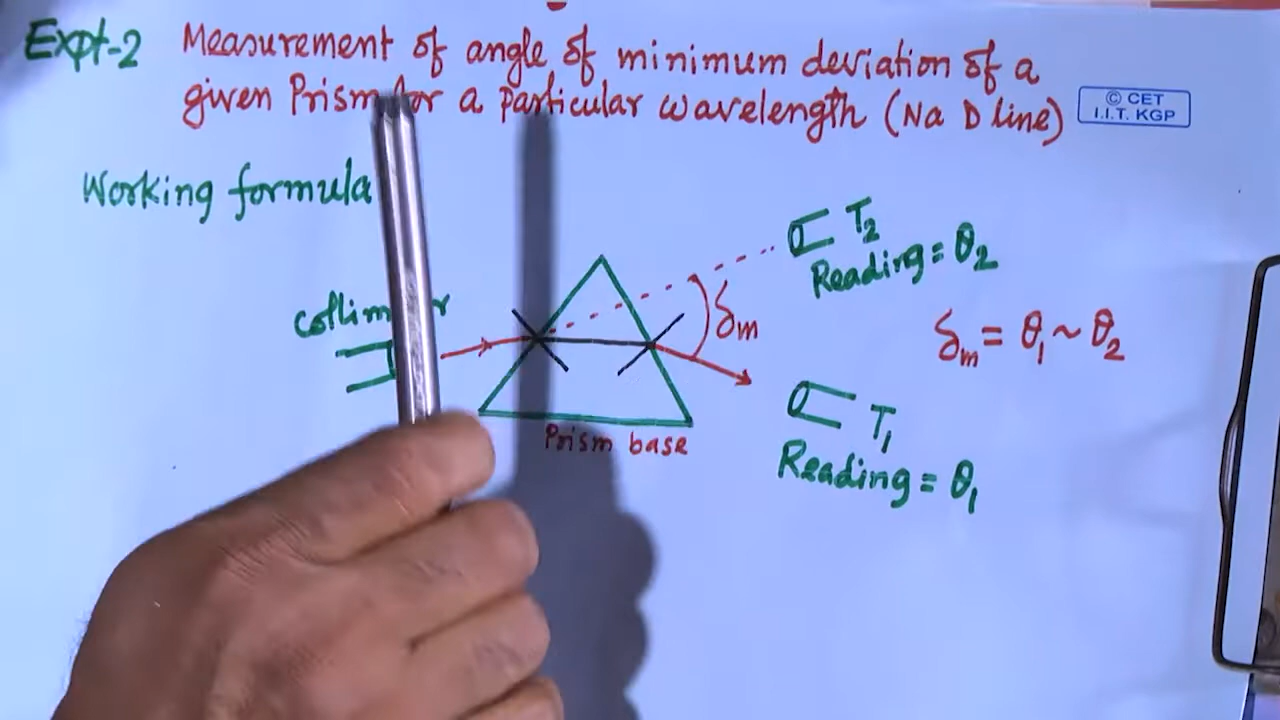 Expt-2 Measurement of angle of minimum deviation of a
given Prism for a particular wavelength (Na D line)
© CET
I.I.T. KGP
Working formula
T2
Reading = θ2
δm
δm = θ1 ~ θ2
T1
Reading = θ1
Prism base